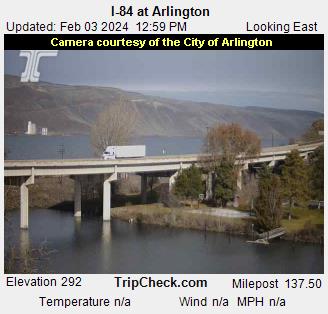 I-84 at Arlington
Updated: Feb 03 2024 12:59 PM Looking East
Camera courtesy of the City of Arlington
Elevation 292 TripCheck.com Milepost 137.50
Temperature n/a Wind n/a MPH n/a